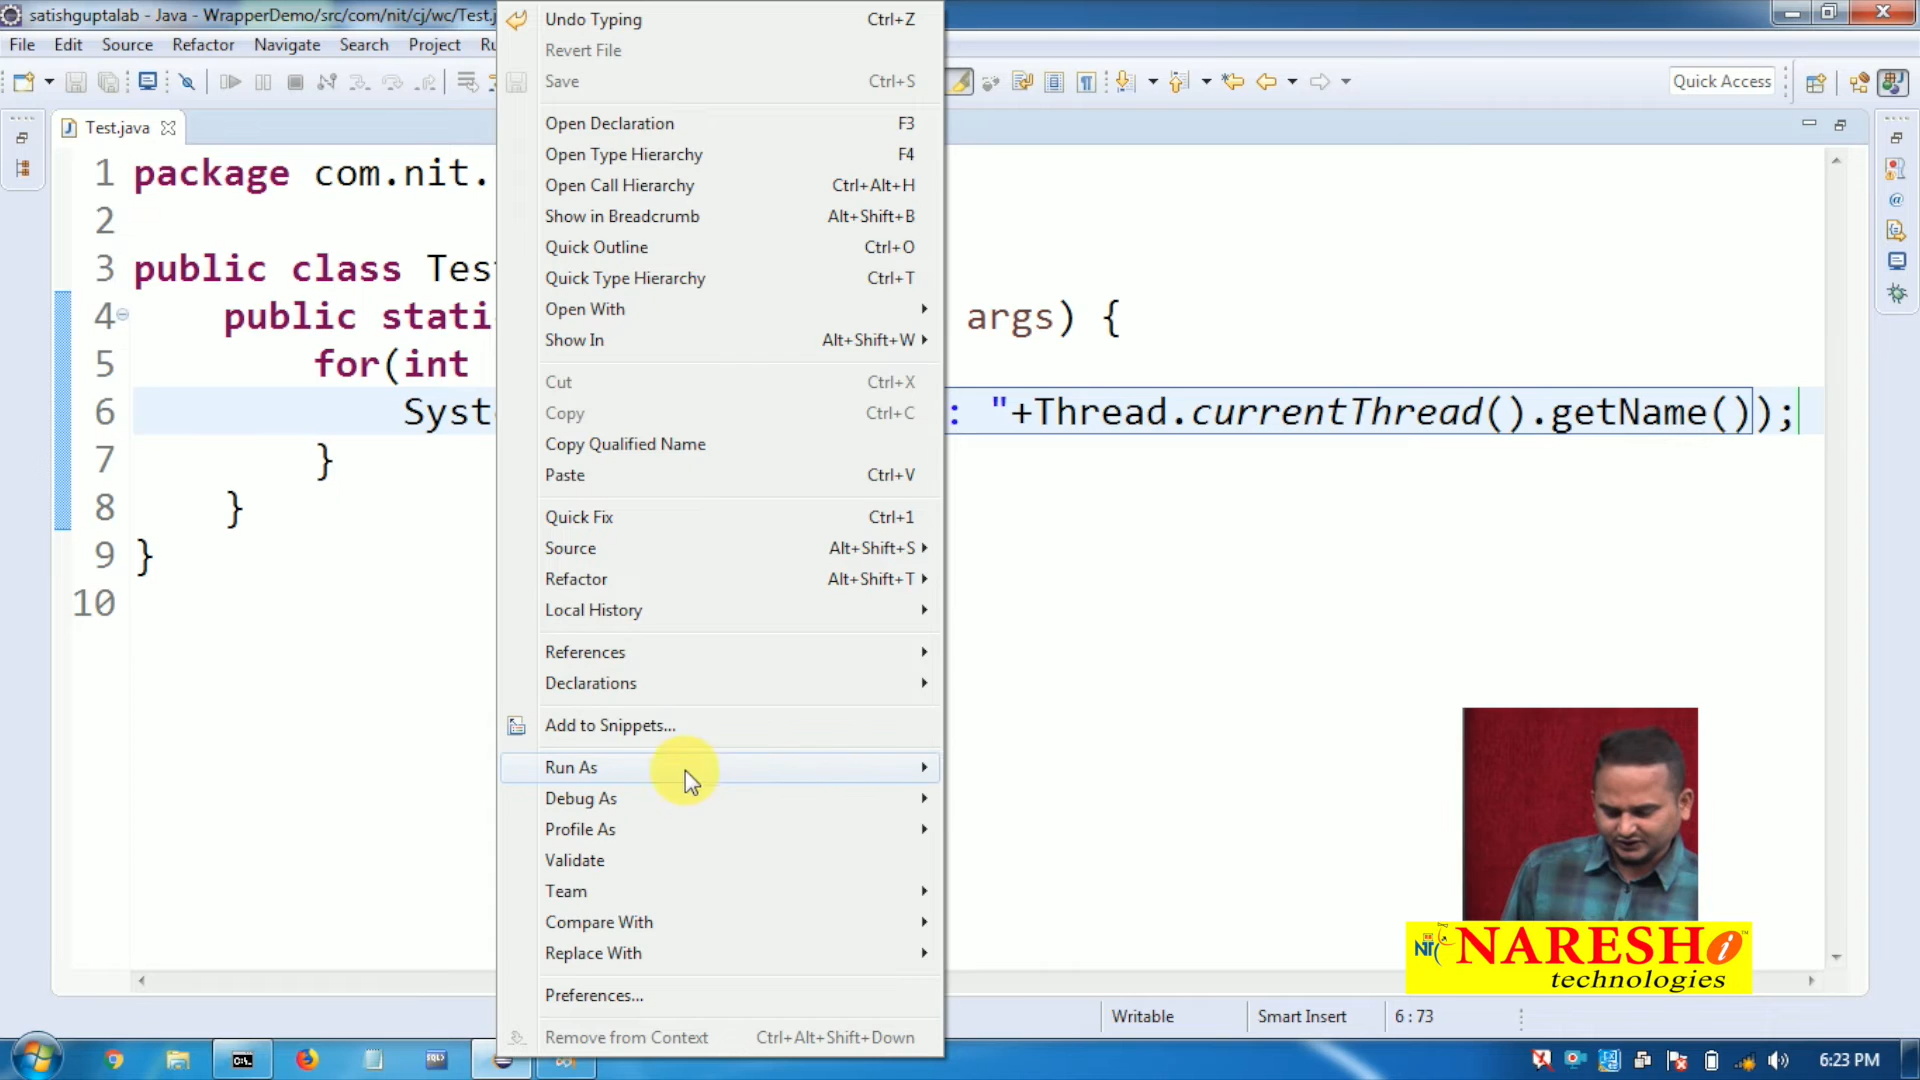 satishguptalab - Java - WrapperDemo/src/com/nit/cj/wc/Test.j
File Edit Source Refactor Navigate Search Project Ru
Quick Access
Test.java
1 package com.nit.
2
3 public class Tes
4 public stati args) {
5 for(int
6 Syst : "+Thread.currentThread().getName());
7 }
8 }
9 }
10
Undo Typing Ctrl+Z
Revert File
Save Ctrl+S
Open Declaration F3
Open Type Hierarchy F4
Open Call Hierarchy Ctrl+Alt+H
Show in Breadcrumb Alt+Shift+B
Quick Outline Ctrl+O
Quick Type Hierarchy Ctrl+T
Open With
Show In Alt+Shift+W
Cut Ctrl+X
Copy Ctrl+C
Copy Qualified Name
Paste Ctrl+V
Quick Fix Ctrl+1
Source Alt+Shift+S
Refactor Alt+Shift+T
Local History
References
Declarations
Add to Snippets...
Run As
Debug As
Profile As
Validate
Team
Compare With
Replace With
Preferences...
Remove from Context Ctrl+Alt+Shift+Down
NARESH i
technologies
Writable Smart Insert 6 : 73
6:23 PM